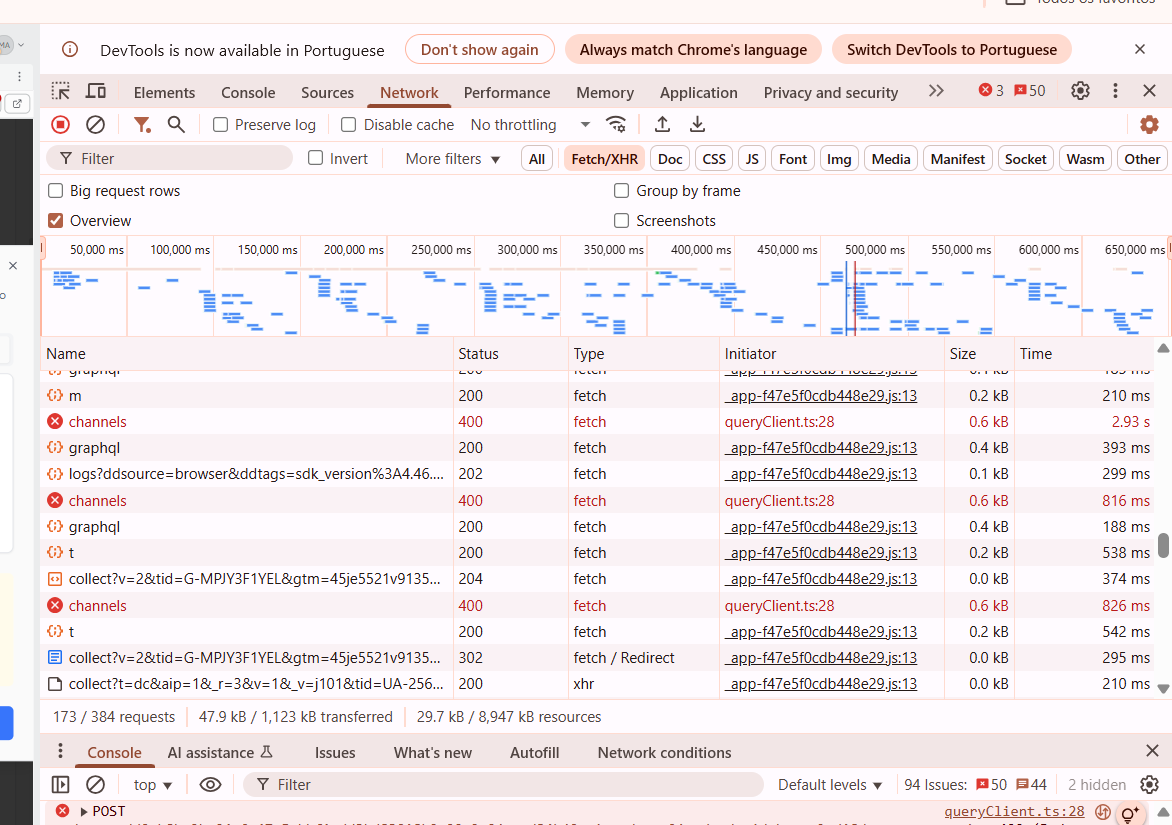 Todos os favoritos
MA
DevTools is now available in Portuguese Don't show again Always match Chrome's language Switch DevTools to Portuguese
Elements Console Sources Network Performance Memory Application Privacy and security 3 50
Preserve log Disable cache No throttling
Filter Invert More filters All Fetch/XHR Doc CSS JS Font Img Media Manifest Socket Wasm Other
Big request rows Group by frame
Overview Screenshots
50,000 ms 100,000 ms 150,000 ms 200,000 ms 250,000 ms 300,000 ms 350,000 ms 400,000 ms 450,000 ms 500,000 ms 550,000 ms 600,000 ms 650,000 ms
Name Status Type Initiator Size Time
graphql 200 fetch _app-f47e5f0cdb448e29.js:13 0.1 kB 185 ms
m 200 fetch _app-f47e5f0cdb448e29.js:13 0.2 kB 210 ms
channels 400 fetch queryClient.ts:28 0.6 kB 2.93 s
graphql 200 fetch _app-f47e5f0cdb448e29.js:13 0.4 kB 393 ms
logs?ddsource=browser&ddtags=sdk_version%3A4.46.... 202 fetch _app-f47e5f0cdb448e29.js:13 0.1 kB 299 ms
channels 400 fetch queryClient.ts:28 0.6 kB 816 ms
graphql 200 fetch _app-f47e5f0cdb448e29.js:13 0.4 kB 188 ms
t 200 fetch _app-f47e5f0cdb448e29.js:13 0.2 kB 538 ms
collect?v=2&tid=G-MPJY3F1YEL&gtm=45je5521v9135... 204 fetch _app-f47e5f0cdb448e29.js:13 0.0 kB 374 ms
channels 400 fetch queryClient.ts:28 0.6 kB 826 ms
t 200 fetch _app-f47e5f0cdb448e29.js:13 0.2 kB 542 ms
collect?v=2&tid=G-MPJY3F1YEL&gtm=45je5521v9135... 302 fetch / Redirect _app-f47e5f0cdb448e29.js:13 0.0 kB 295 ms
collect?t=dc&aip=1&_r=3&v=1&_v=j101&tid=UA-256... 200 xhr _app-f47e5f0cdb448e29.js:13 0.0 kB 210 ms
173 / 384 requests 47.9 kB / 1,123 kB transferred 29.7 kB / 8,947 kB resources
Console AI assistance Issues What's new Autofill Network conditions
top Filter Default levels 94 Issues: 50 44 2 hidden
POST queryClient.ts:28